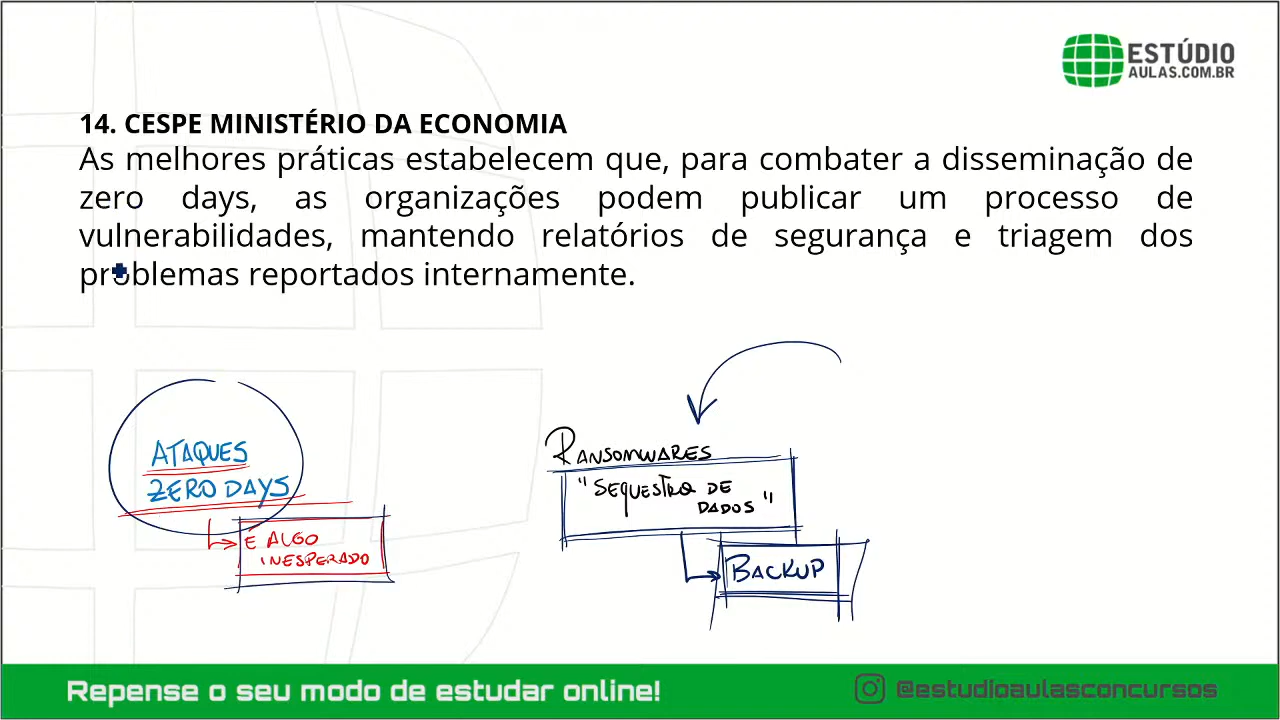 ESTÚDIO
AULAS.COM.BR
14. CESPE MINISTÉRIO DA ECONOMIA
As melhores práticas estabelecem que, para combater a disseminação de
zero days, as organizações podem publicar um processo de
vulnerabilidades, mantendo relatórios de segurança e triagem dos
problemas reportados internamente.
ATAQUES
ZERO DAYS
É ALGO
INESPERADO
RANSOMWARES
"SEQUESTRO DE
DADOS"
BACKUP
Repense o seu modo de estudar online!
@estudioaulasconcursos